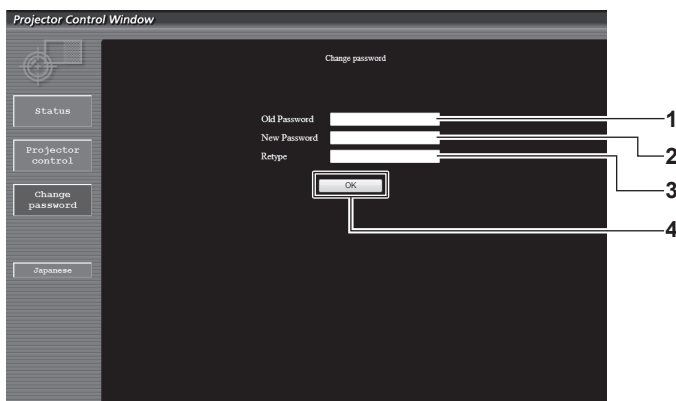 Projector Control Window
Change password
Status
Old Password
1
New Password
2
Projector
control
Retype
3
OK
Change
password
4
Japanese